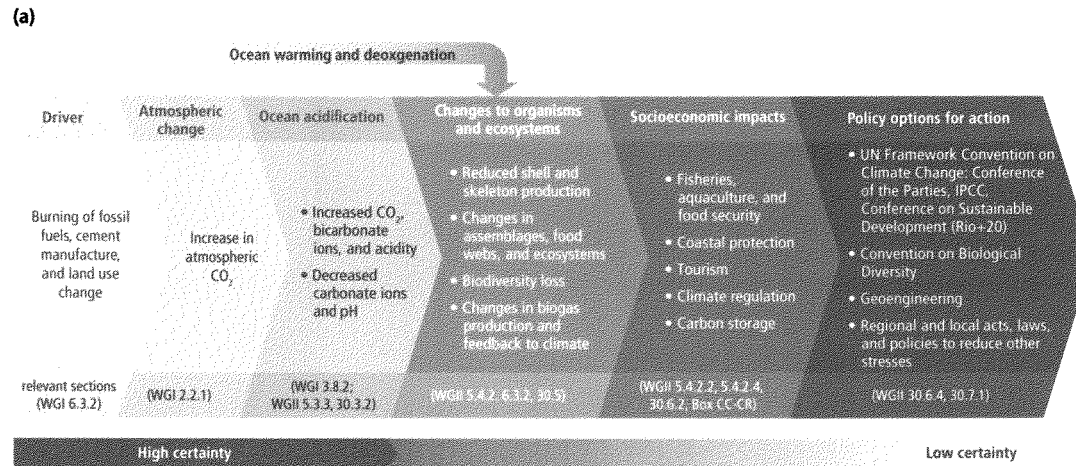 (a)
Ocean warming and deoxgenation
Driver
Atmospheric
change
Ocean acidification
Changes to organisms
and ecosystems
Socioeconomic impacts
Policy options for action
Burning of fossil
fuels, cement
manufacture,
and land use
change
Increase in
atmospheric
CO₂
• Increased CO₂,
bicarbonate
ions, and acidity
• Decreased
carbonate ions
and pH
• Reduced shell and
skeleton production
• Changes in
assemblages, food
webs, and ecosystems
• Biodiversity loss
• Changes in biogas
production and
feedback to climate
• Fisheries,
aquaculture, and
food security
• Coastal protection
• Tourism
• Climate regulation
• Carbon storage
• UN Framework Convention on
Climate Change: Conference
of the Parties, IPCC,
Conference on Sustainable
Development (Rio+20)
• Convention on Biological
Diversity
• Geoengineering
• Regional and local acts, laws,
and policies to reduce other
stresses
relevant sections
(WGI 6.3.2)
(WGI 2.2.1)
(WGI 3.8.2;
WGII 5.3.3, 30.3.2)
(WGII 5.4.2, 6.3.2, 30.5)
(WGII 5.4.2.2, 5.4.2.4,
30.6.2, Box CC-CR)
(WGII 30.6.4, 30.7.1)
High certainty
Low certainty